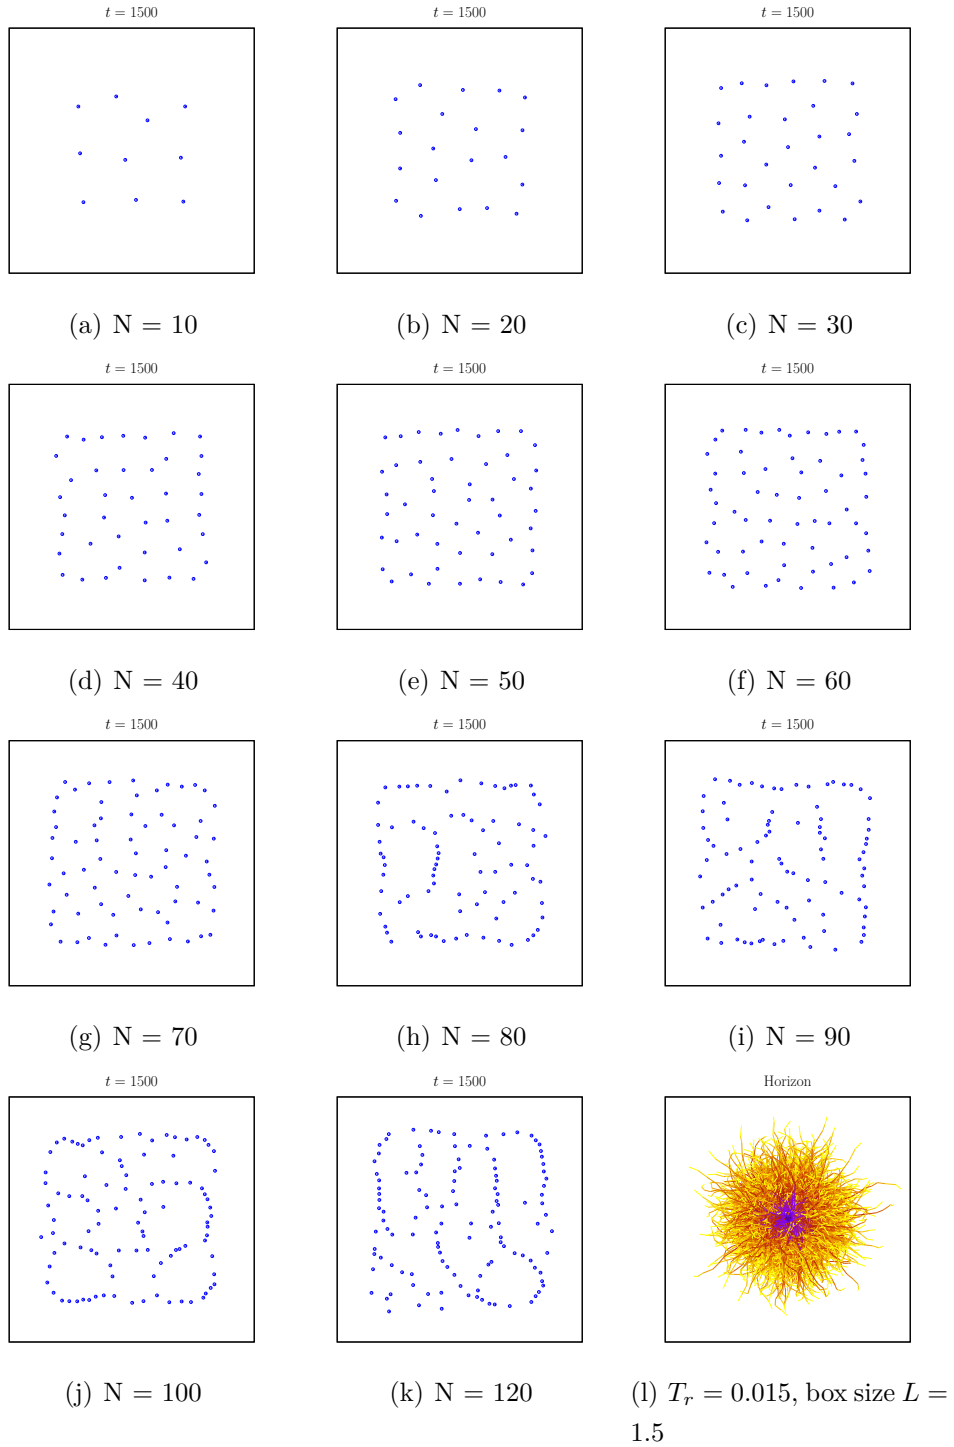 t = 1500
t = 1500
t = 1500
(a) N = 10
(b) N = 20
(c) N = 30
t = 1500
t = 1500
t = 1500
(d) N = 40
(e) N = 50
(f) N = 60
t = 1500
t = 1500
t = 1500
(g) N = 70
(h) N = 80
(i) N = 90
t = 1500
t = 1500
Horizon
(j) N = 100
(k) N = 120
(l) T_r = 0.015, box size L =
1.5